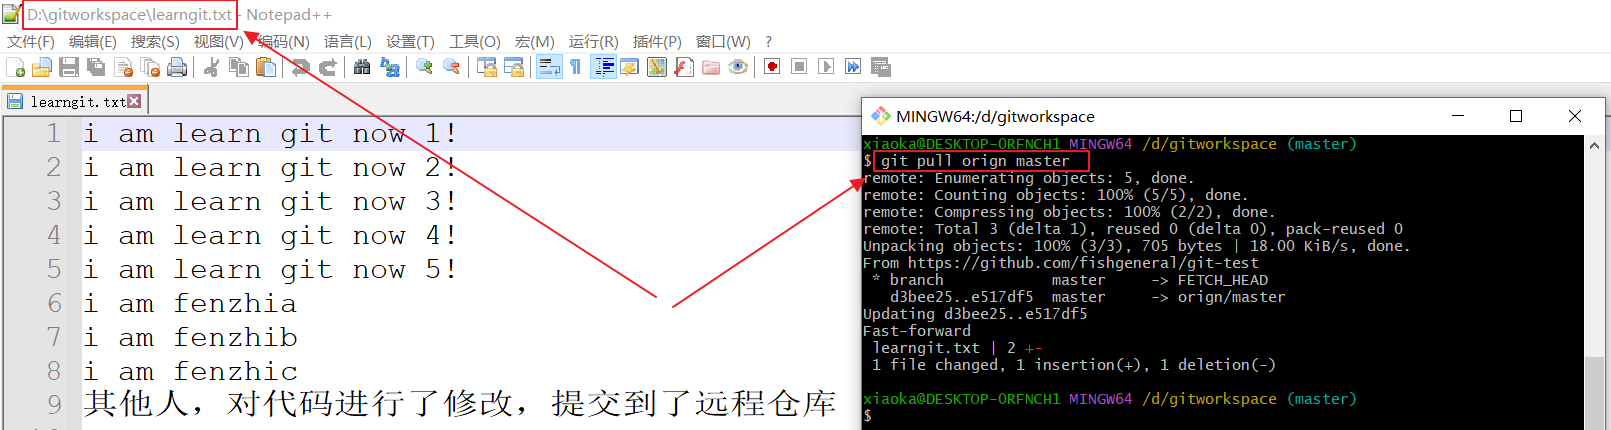 D:\gitworkspace\learngit.txt - Notepad++
文件(F) 编辑(E) 搜索(S) 视图(V) 编码(N) 语言(L) 设置(T) 工具(O) 宏(M) 运行(R) 插件(P) 窗口(W) ?
learngit.txt
1 i am learn git now 1!
2 i am learn git now 2!
3 i am learn git now 3!
4 i am learn git now 4!
5 i am learn git now 5!
6 i am fenzhia
7 i am fenzhib
8 i am fenzhic
9 其他人，对代码进行了修改，提交到了远程仓库
MINGW64:/d/gitworkspace
xiaoka@DESKTOP-0RFNCH1 MINGW64 /d/gitworkspace (master)
$ git pull orign master
remote: Enumerating objects: 5, done.
remote: Counting objects: 100% (5/5), done.
remote: Compressing objects: 100% (2/2), done.
remote: Total 3 (delta 1), reused 0 (delta 0), pack-reused 0
Unpacking objects: 100% (3/3), 705 bytes | 18.00 KiB/s, done.
From https://github.com/fishgeneral/git-test
* branch master -> FETCH_HEAD
d3bee25..e517df5 master -> orign/master
Updating d3bee25..e517df5
Fast-forward
learngit.txt | 2 +-
1 file changed, 1 insertion(+), 1 deletion(-)
xiaoka@DESKTOP-0RFNCH1 MINGW64 /d/gitworkspace (master)
$